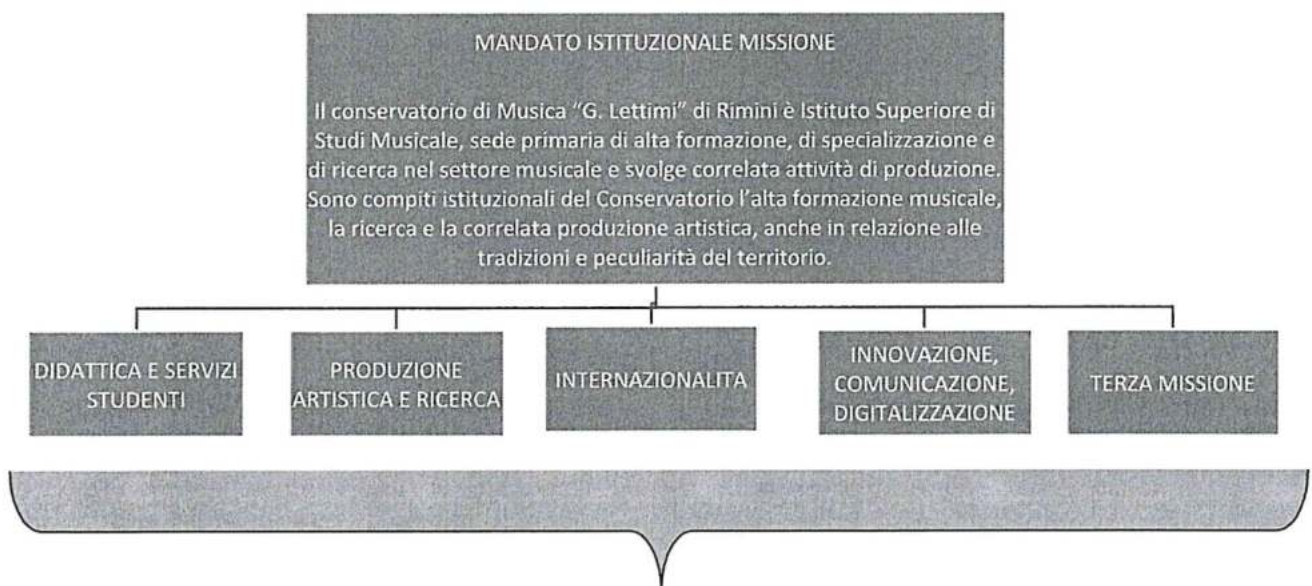 MANDATO ISTITUZIONALE MISSIONE
Il conservatorio di Musica "G. Lettimi" di Rimini è Istituto Superiore di
Studi Musicale, sede primaria di alta formazione, di specializzazione e
di ricerca nel settore musicale e svolge correlata attività di produzione.
Sono compiti istituzionali del Conservatorio l'alta formazione musicale,
la ricerca e la correlata produzione artistica, anche in relazione alle
tradizioni e peculiarità del territorio.
DIDATTICA E SERVIZI
STUDENTI
PRODUZIONE
ARTISTICA E RICERCA
INTERNAZIONALITA
INNOVAZIONE,
COMUNICAZIONE,
DIGITALIZZAZIONE
TERZA MISSIONE